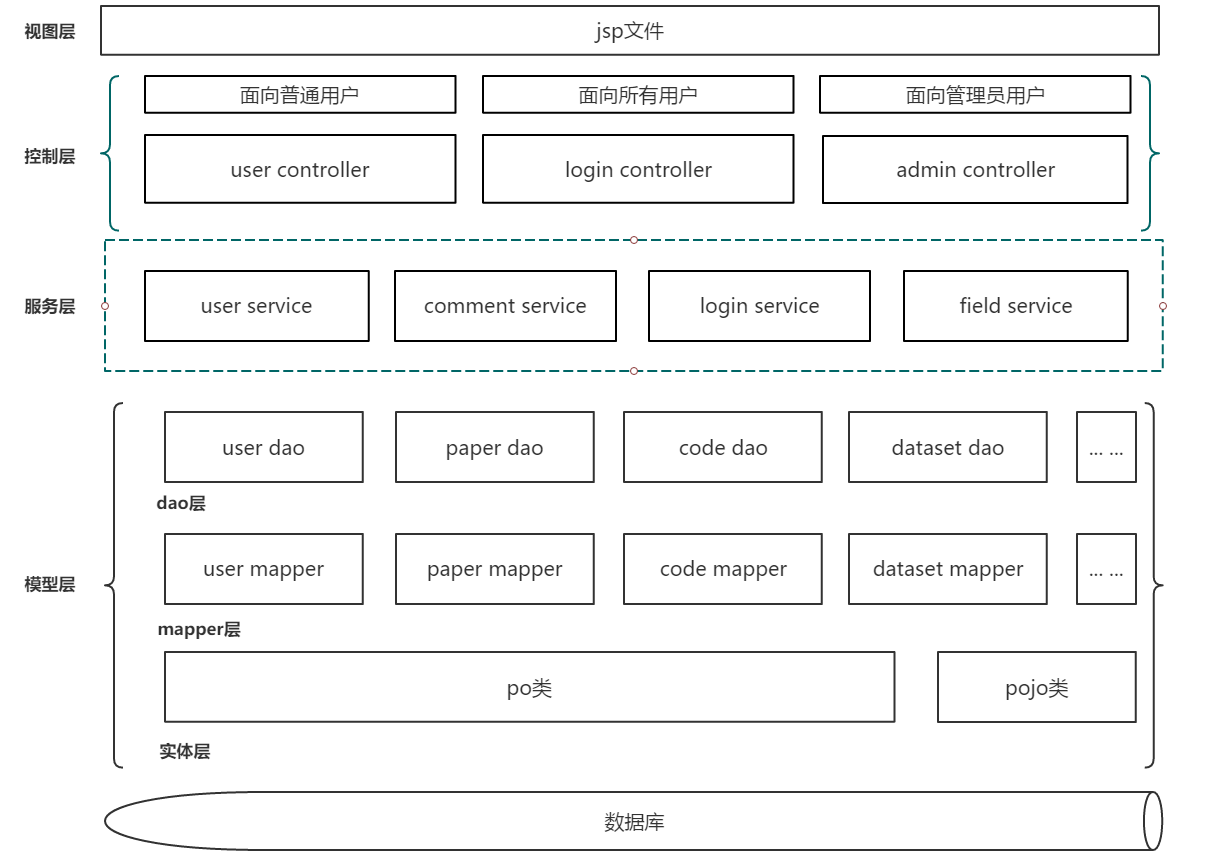 视图层
jsp文件
面向普通用户
面向所有用户
面向管理员用户
控制层
user controller
login controller
admin controller
服务层
user service
comment service
login service
field service
user dao
paper dao
code dao
dataset dao
... ...
dao层
模型层
user mapper
paper mapper
code mapper
dataset mapper
... ...
mapper层
po类
pojo类
实体层
数据库